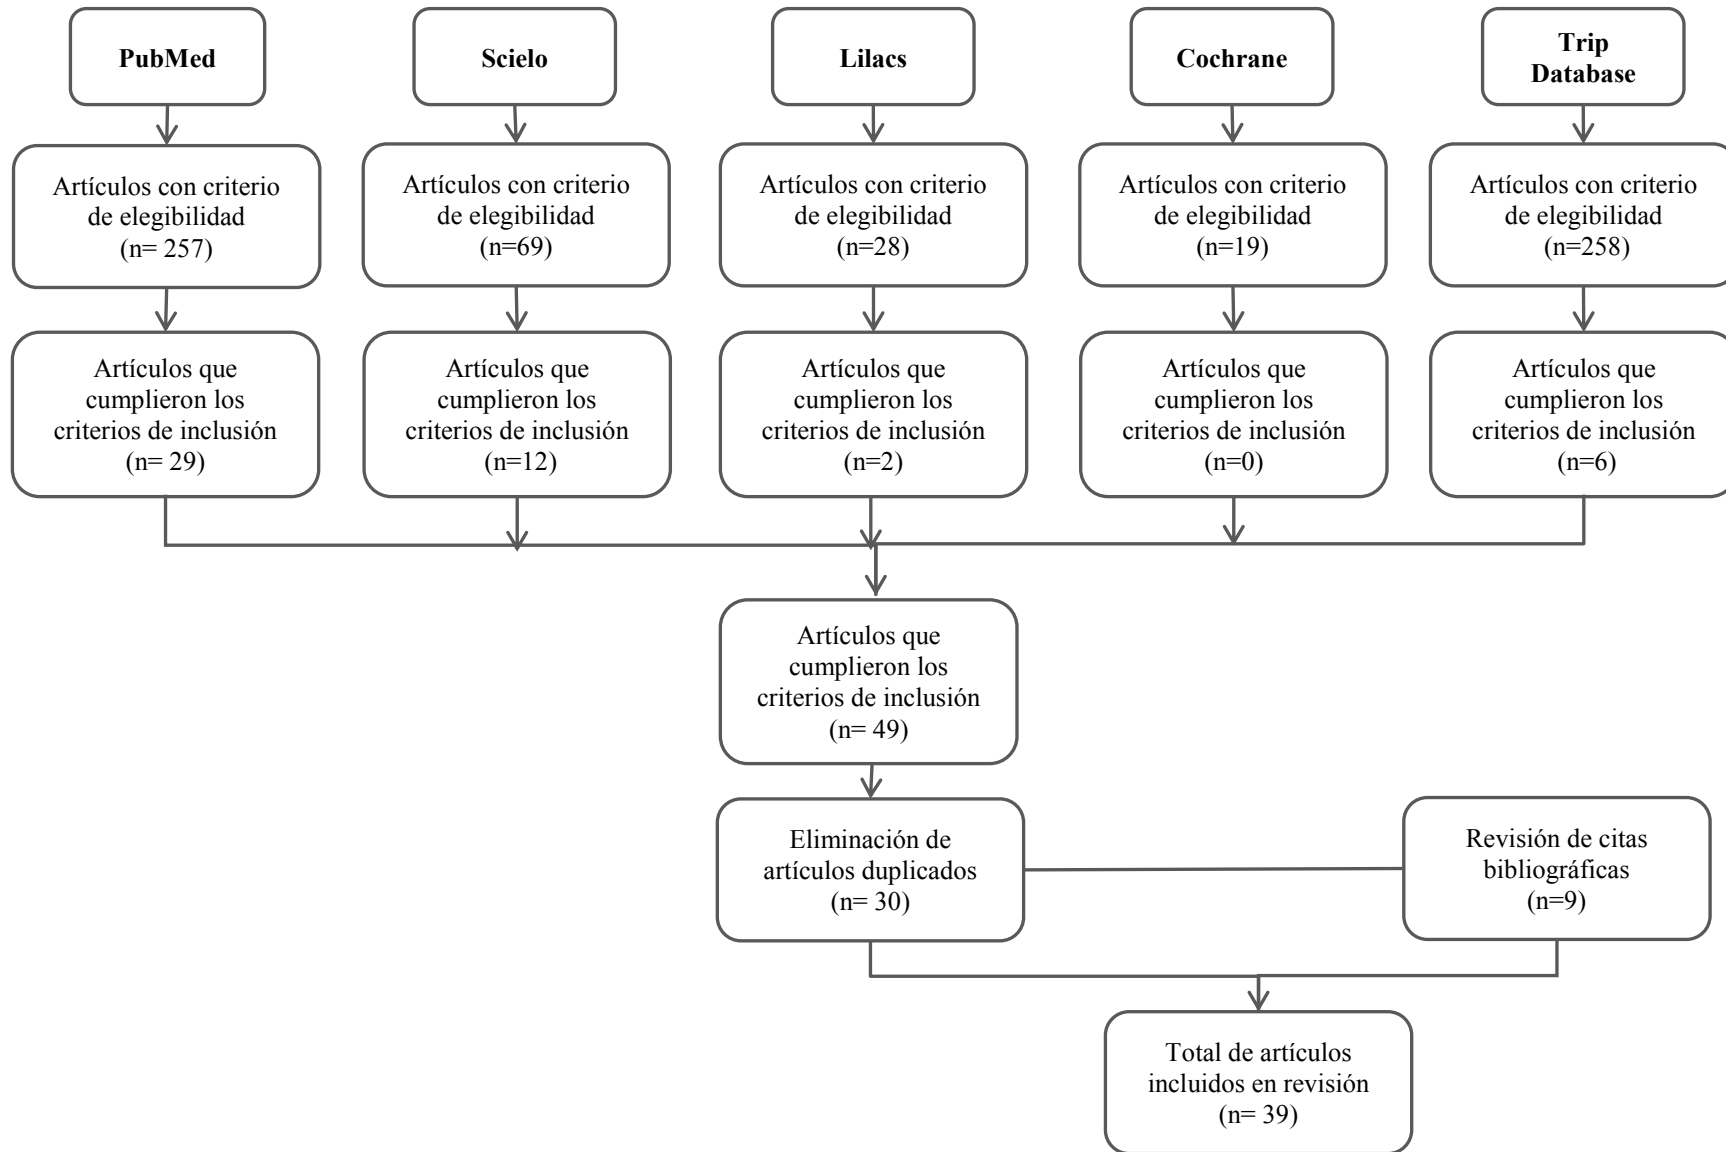 PubMed
Scielo
Lilacs
Cochrane
Trip
Database
Artículos con criterio
de elegibilidad
(n= 257)
Artículos con criterio
de elegibilidad
(n=69)
Artículos con criterio
de elegibilidad
(n=28)
Artículos con criterio
de elegibilidad
(n=19)
Artículos con criterio
de elegibilidad
(n=258)
Artículos que
cumplieron los
criterios de inclusión
(n= 29)
Artículos que
cumplieron los
criterios de inclusión
(n=12)
Artículos que
cumplieron los
criterios de inclusión
(n=2)
Artículos que
cumplieron los
criterios de inclusión
(n=0)
Artículos que
cumplieron los
criterios de inclusión
(n=6)
Artículos que
cumplieron los
criterios de inclusión
(n= 49)
Eliminación de
artículos duplicados
(n= 30)
Revisión de citas
bibliográficas
(n=9)
Total de artículos
incluidos en revisión
(n= 39)